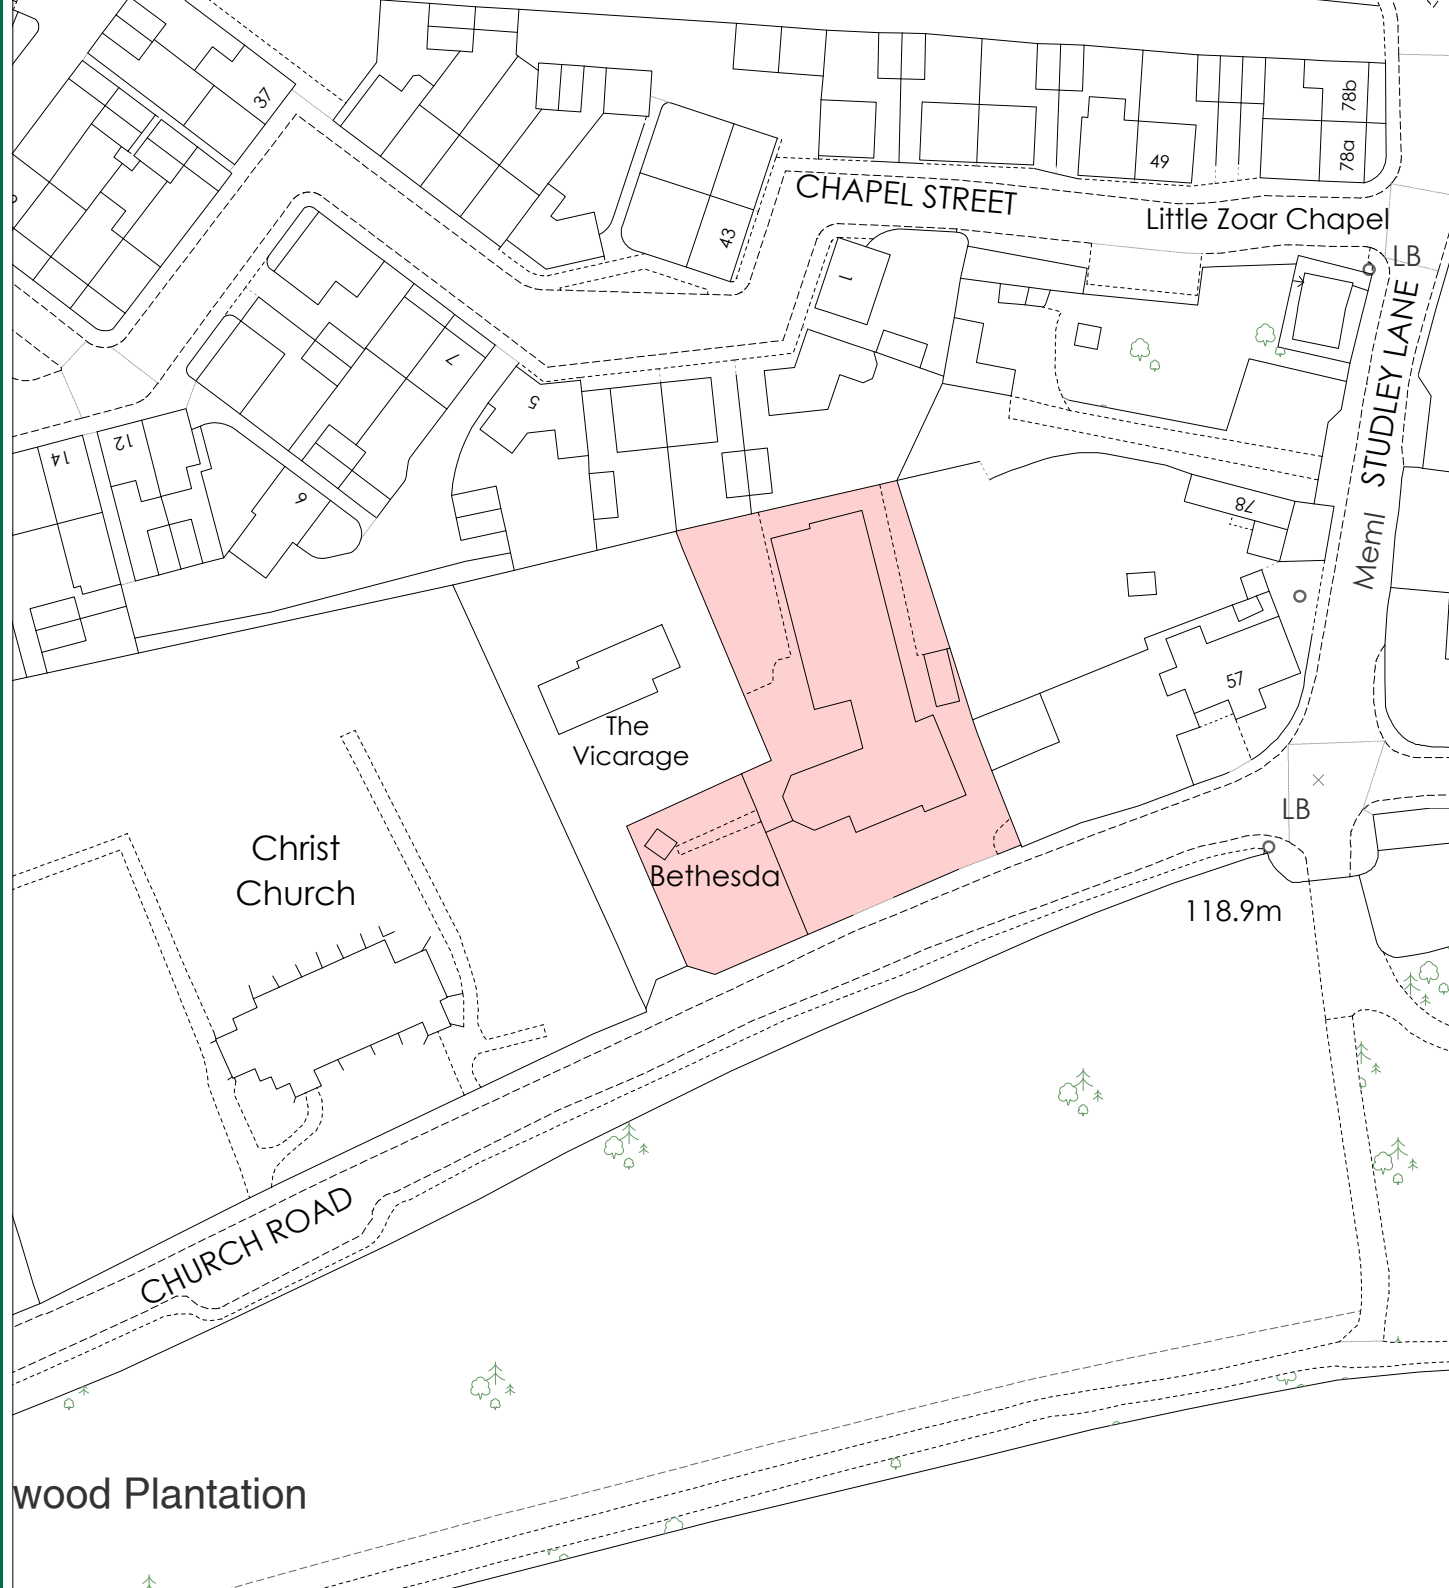 37
78b
78a
49
CHAPEL STREET
Little Zoar Chapel
43
1
LB
7
5
STUDLEY LANE
12
14
6
78
Meml
57
The
Vicarage
LB
Christ
Church
Bethesda
118.9m
CHURCH ROAD
wood Plantation